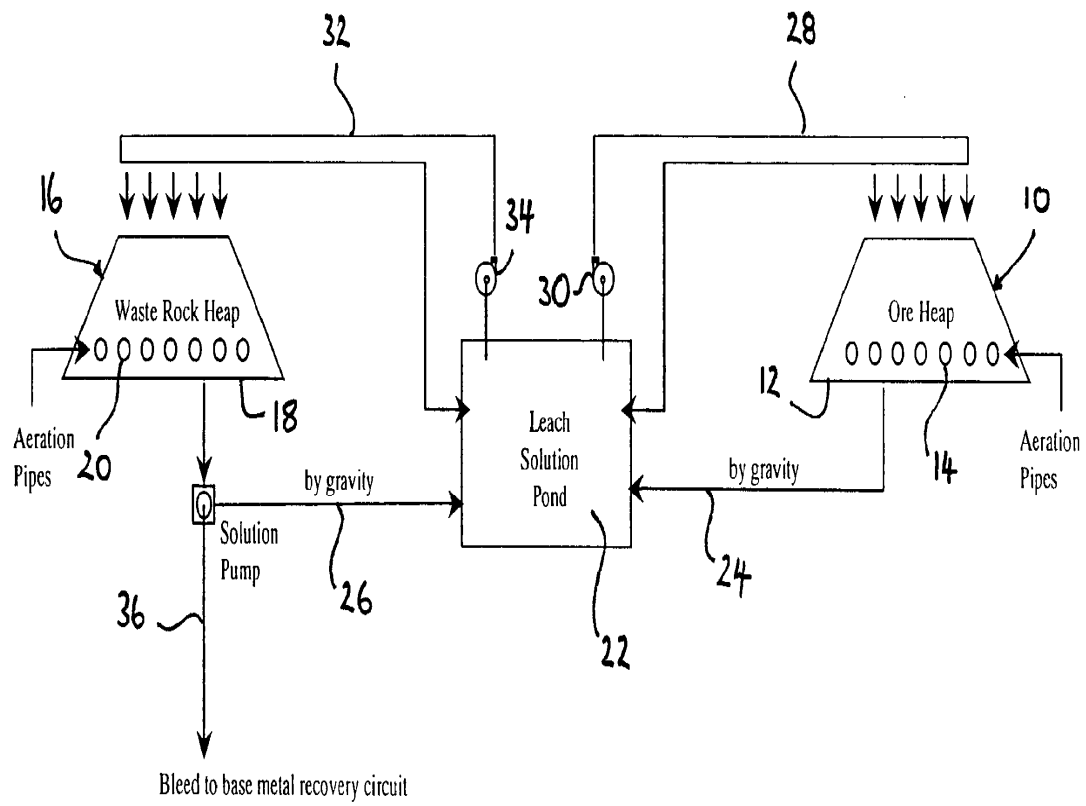 32
28
16
10
34
30
Waste Rock Heap
Ore Heap
12
18
Aeration
Pipes
20
Leach
Solution
Pond
14
Aeration
Pipes
by gravity
by gravity
Solution
Pump
26
24
36
22
Bleed to base metal recovery circuit